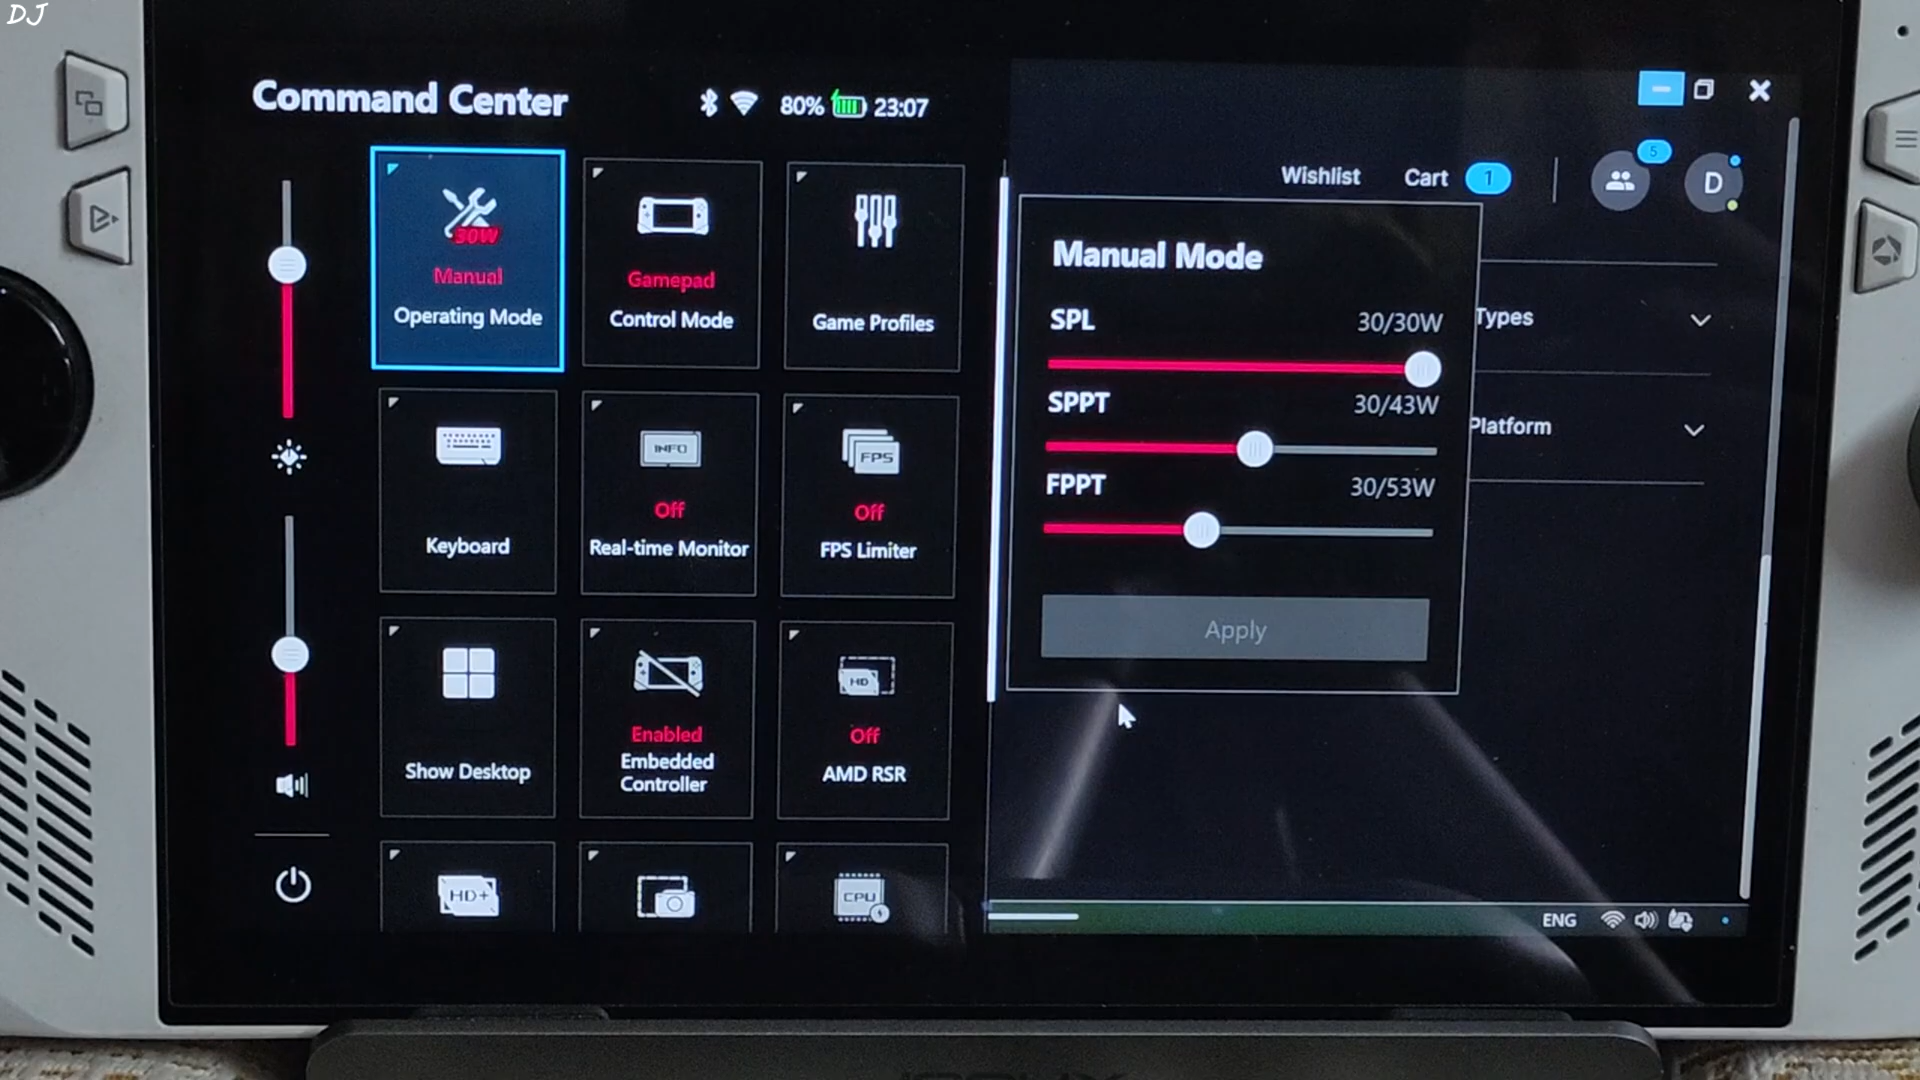 DJ
Command Center
80% 23:07
30W
Manual
Operating Mode
Gamepad
Control Mode
Game Profiles
Keyboard
INFO
Off
Real-time Monitor
FPS
Off
FPS Limiter
Show Desktop
Enabled
Embedded
Controller
HD
Off
AMD RSR
HD+
CPU
Wishlist Cart 1 5 D
Manual Mode
SPL 30/30W
SPPT 30/43W
FPPT 30/53W
Apply
Types
Platform
ENG